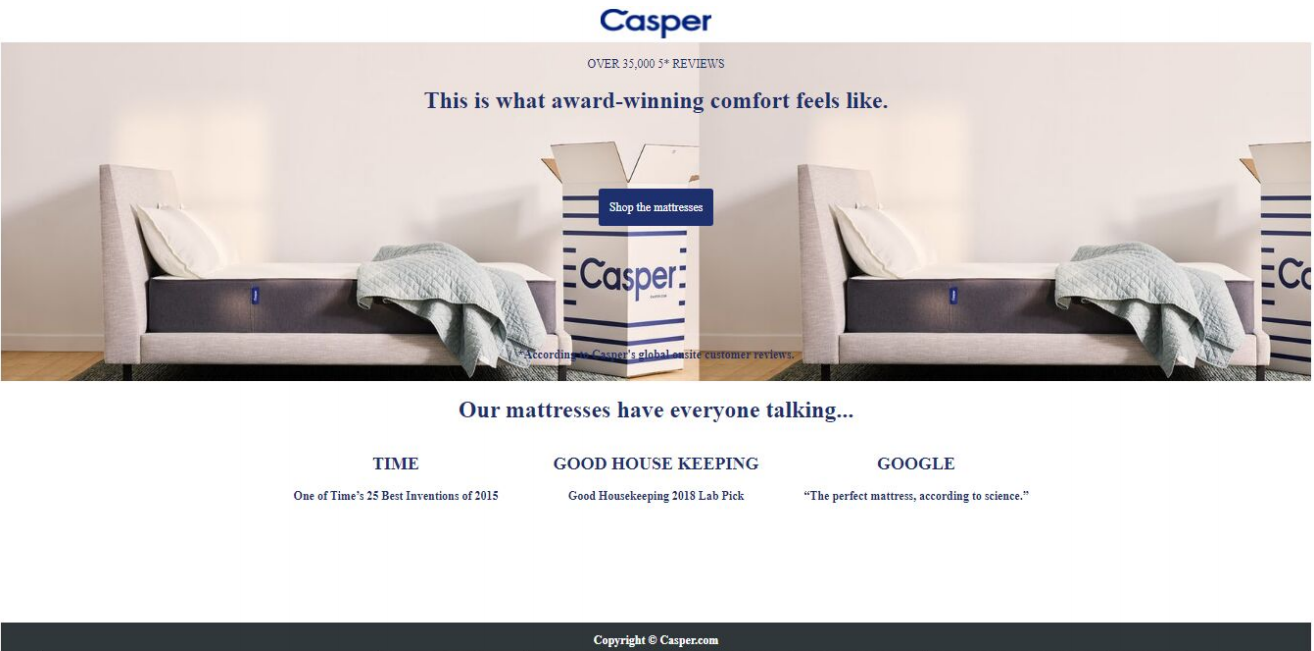 Casper
OVER 35,000 5* REVIEWS
This is what award-winning comfort feels like.
Shop the mattresses
Casper
*According to Casper's global onsite customer reviews.
Our mattresses have everyone talking...
TIME
GOOD HOUSE KEEPING
GOOGLE
One of Time’s 25 Best Inventions of 2015
Good Housekeeping 2018 Lab Pick
“The perfect mattress, according to science.”
Copyright © Casper.com